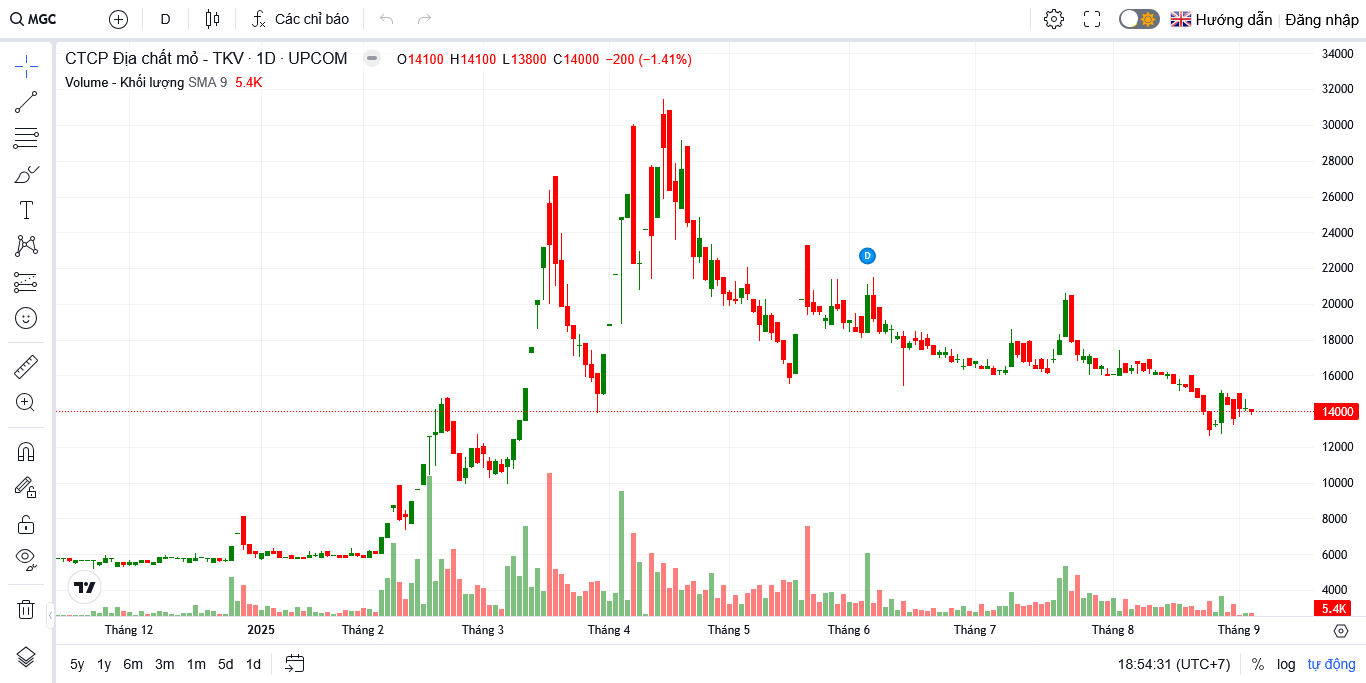 MGC D Các chỉ báo Hướng dẫn Đăng nhập
CTCP Địa chất mỏ - TKV · 1D · UPCOM O14100 H14100 L13800 C14000 −200 (−1.41%)
Volume - Khối lượng SMA 9 5.4K
34000
32000
30000
28000
26000
24000
22000
20000
18000
16000
14000
12000
10000
8000
6000
4000
5.4K
D
T7
Tháng 12 2025 Tháng 2 Tháng 3 Tháng 4 Tháng 5 Tháng 6 Tháng 7 Tháng 8 Tháng 9
5y 1y 6m 3m 1m 5d 1d 18:54:31 (UTC+7) % log tự động